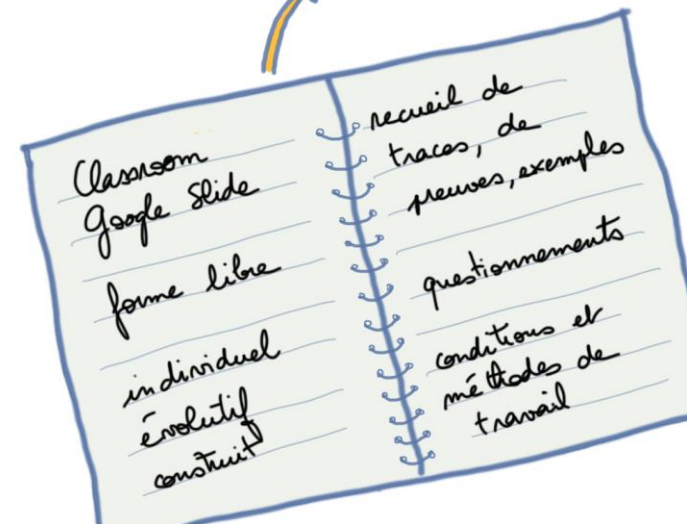 Classroom
Google Slide
forme libre
individuel
évolutif
construit
recueil de
traces, de
preuves, exemples
questionnements
conditions et
méthodes de
travail